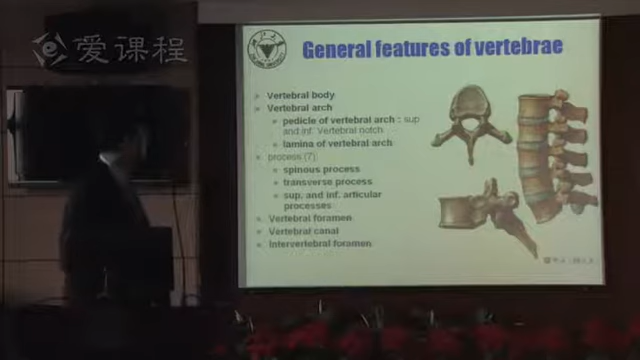 爱课程
General features of vertebrae
Vertebral body
Vertebral arch
pedicle of vertebral arch : sup
and inf. Vertebral notch
lamina of vertebral arch
process (7)
spinous process
transverse process
sup. and inf. articular
processes
Vertebral foramen
Vertebral canal
Intervertebral foramen